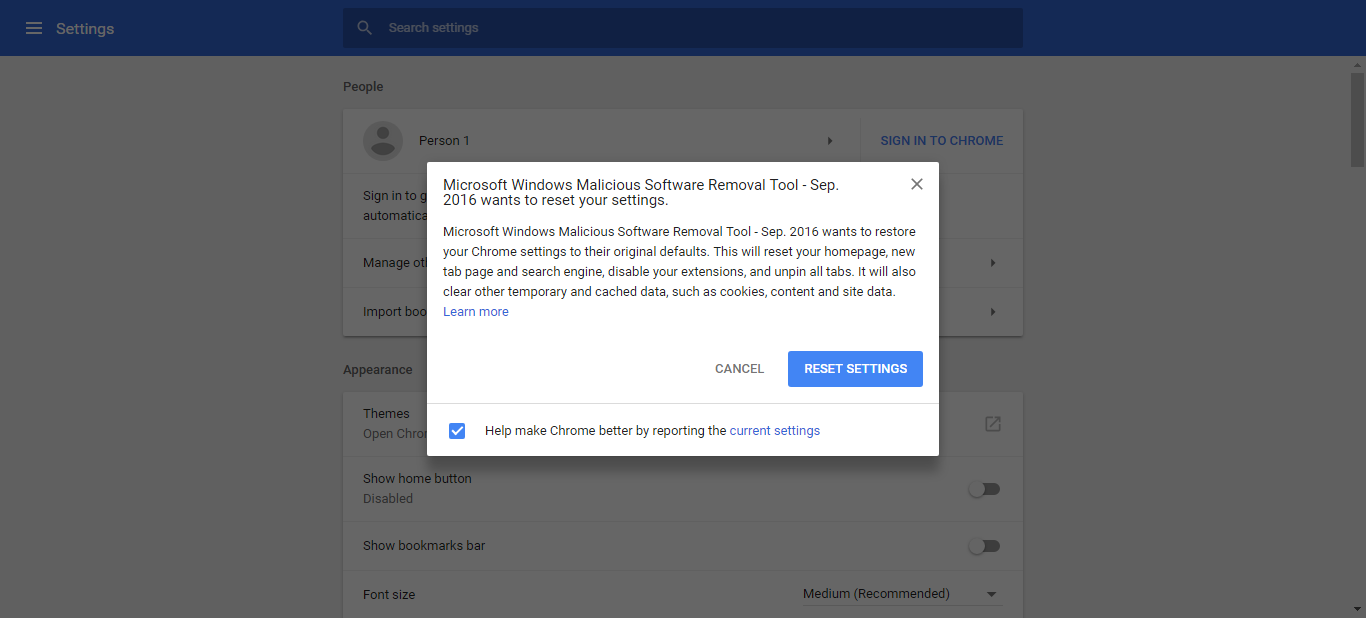 Settings
Search settings
People
Person 1
SIGN IN TO CHROME
Sign in to g
automatica
Manage oth
Import boo
Microsoft Windows Malicious Software Removal Tool - Sep.
2016 wants to reset your settings.
Microsoft Windows Malicious Software Removal Tool - Sep. 2016 wants to restore
your Chrome settings to their original defaults. This will reset your homepage, new
tab page and search engine, disable your extensions, and unpin all tabs. It will also
clear other temporary and cached data, such as cookies, content and site data.
Learn more
CANCEL
RESET SETTINGS
Help make Chrome better by reporting the current settings
Appearance
Themes
Open Chror
Show home button
Disabled
Show bookmarks bar
Font size
Medium (Recommended)